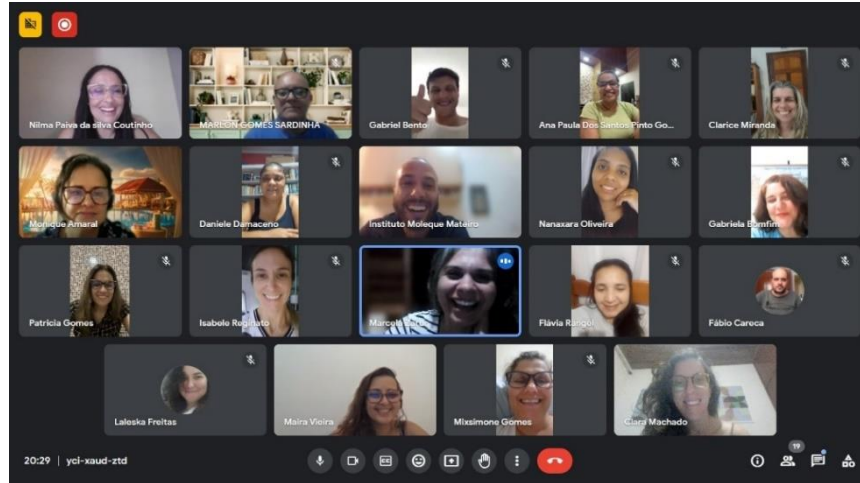 Nilma Paiva da silva Coutinho
MARLON GOMES SARDINHA
Gabriel Bento
Ana Paula Dos Santos Pinto Go...
Clarice Miranda
Monique Amaral
Daniele Damaceno
Instituto Moleque Mateiro
Nanaxara Oliveira
Gabriela Bomfim
Patricia Gomes
Isabele Reginato
Flávia Rangel
Fábio Careca
Laleska Freitas
Maira Vieira
Mixsimone Gomes
Clara Machado
20:29 | yci-xaud-ztd
CC
19